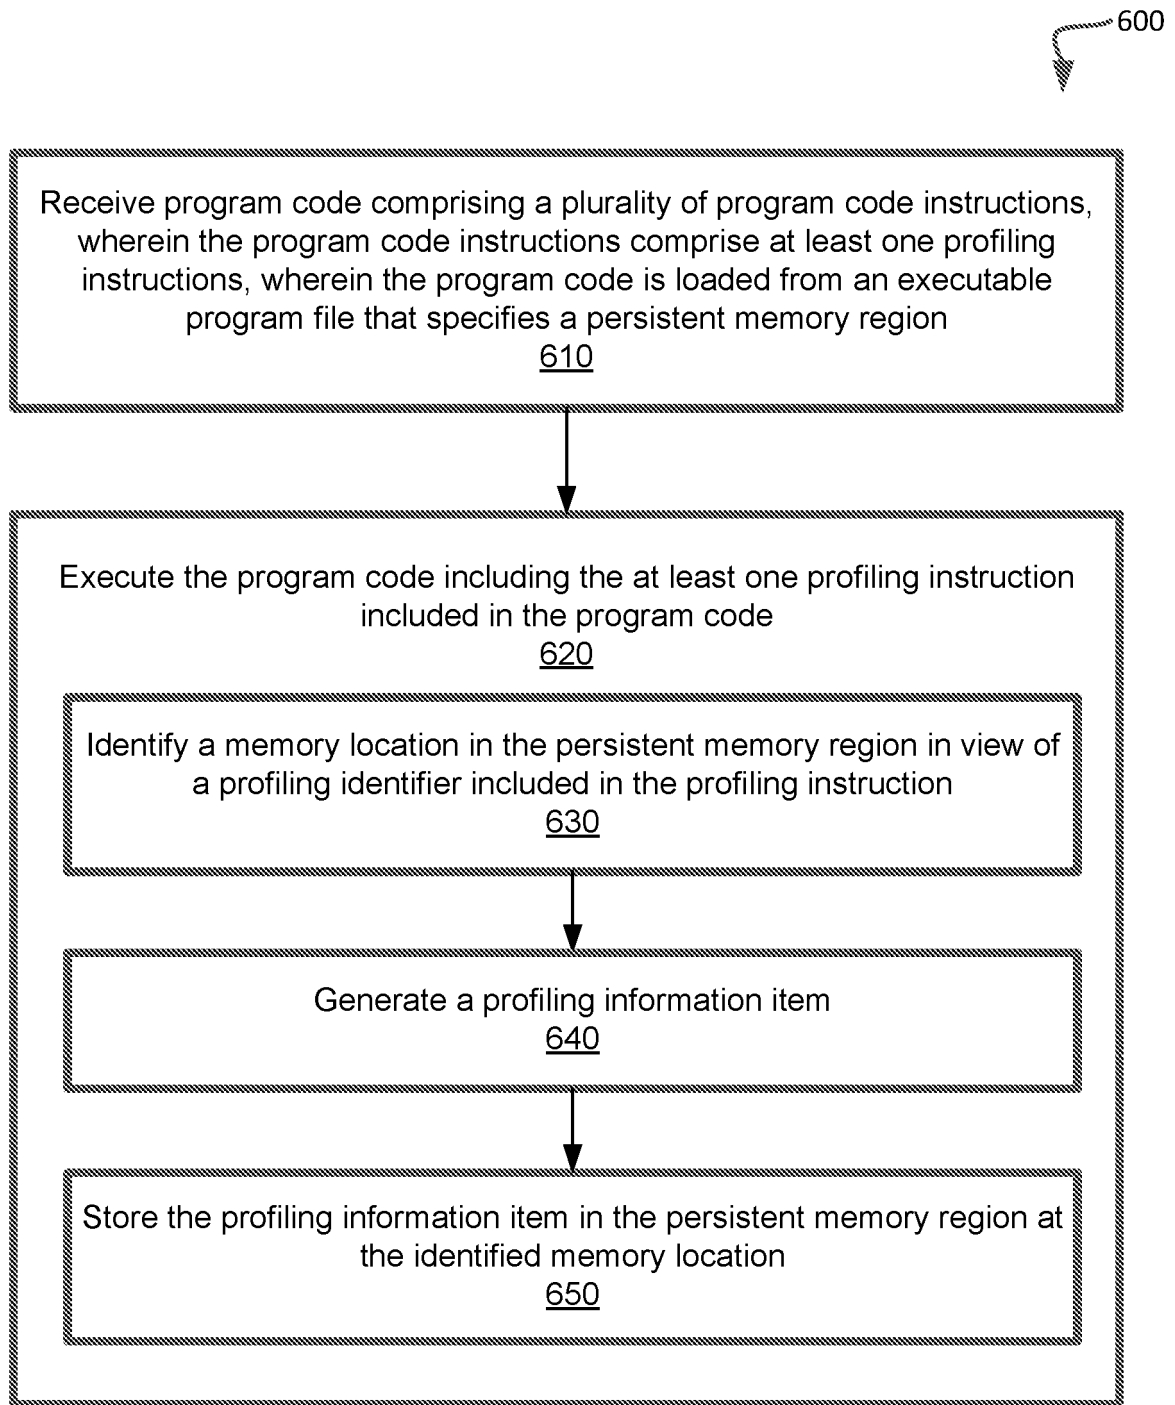 600
Receive program code comprising a plurality of program code instructions,
wherein the program code instructions comprise at least one profiling
instructions, wherein the program code is loaded from an executable
program file that specifies a persistent memory region
610
Execute the program code including the at least one profiling instruction
included in the program code
620
Identify a memory location in the persistent memory region in view of
a profiling identifier included in the profiling instruction
630
Generate a profiling information item
640
Store the profiling information item in the persistent memory region at
the identified memory location
650